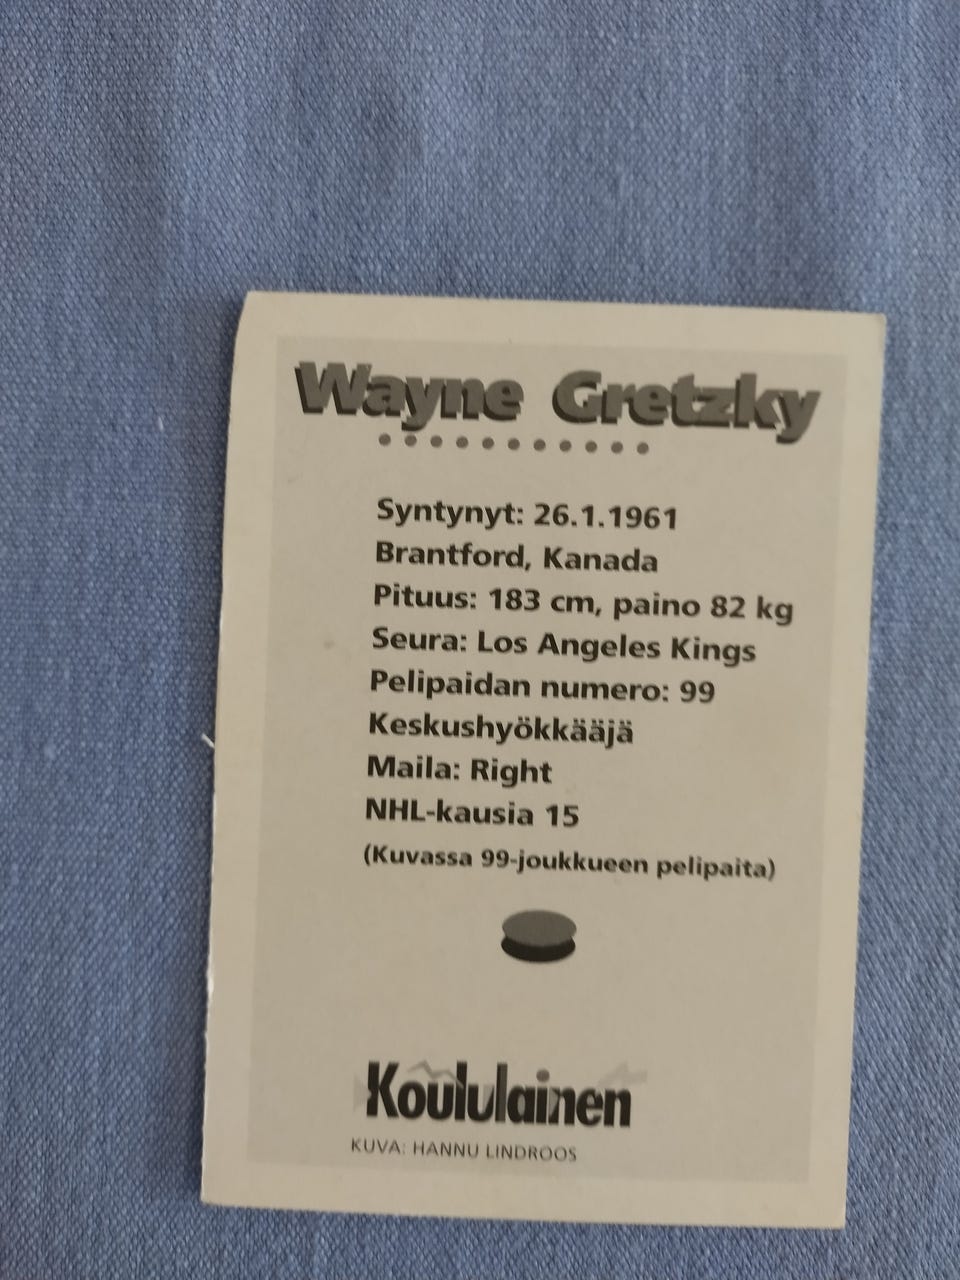 Wayne Gretzky
Syntynyt: 26.1.1961
Brantford, Kanada
Pituus: 183 cm, paino 82 kg
Seura: Los Angeles Kings
Pelipaidan numero: 99
Keskushyökkääjä
Maila: Right
NHL-kausia 15
(Kuvassa 99-joukkueen pelipaita)
Koululainen
KUVA: HANNU LINDROOS